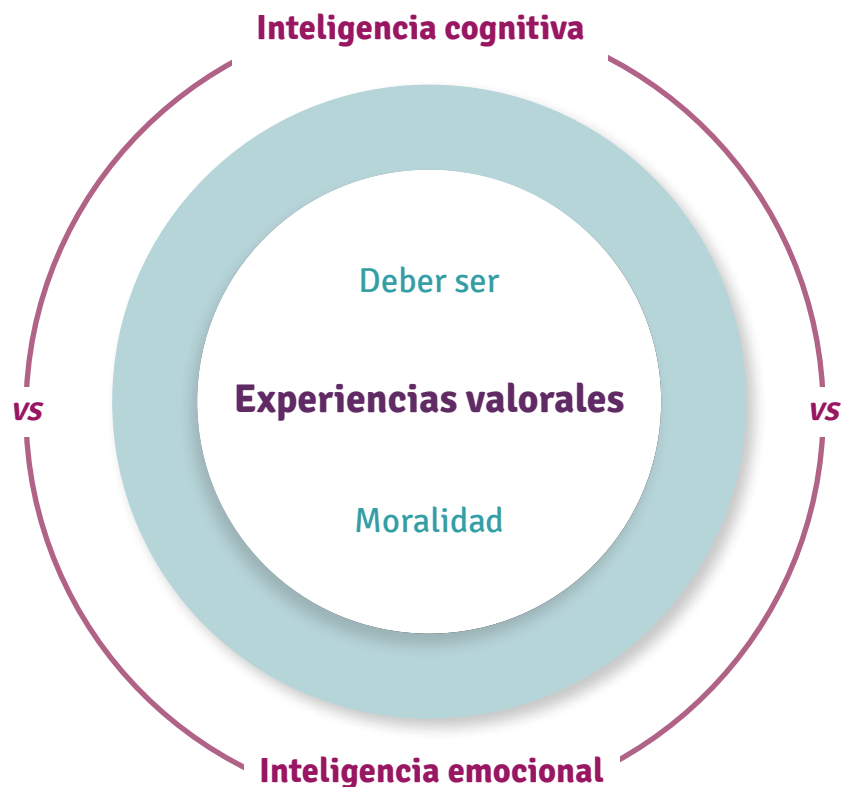 Inteligencia cognitiva
Deber ser
Experiencias valorales
vs
vs
Moralidad
Inteligencia emocional